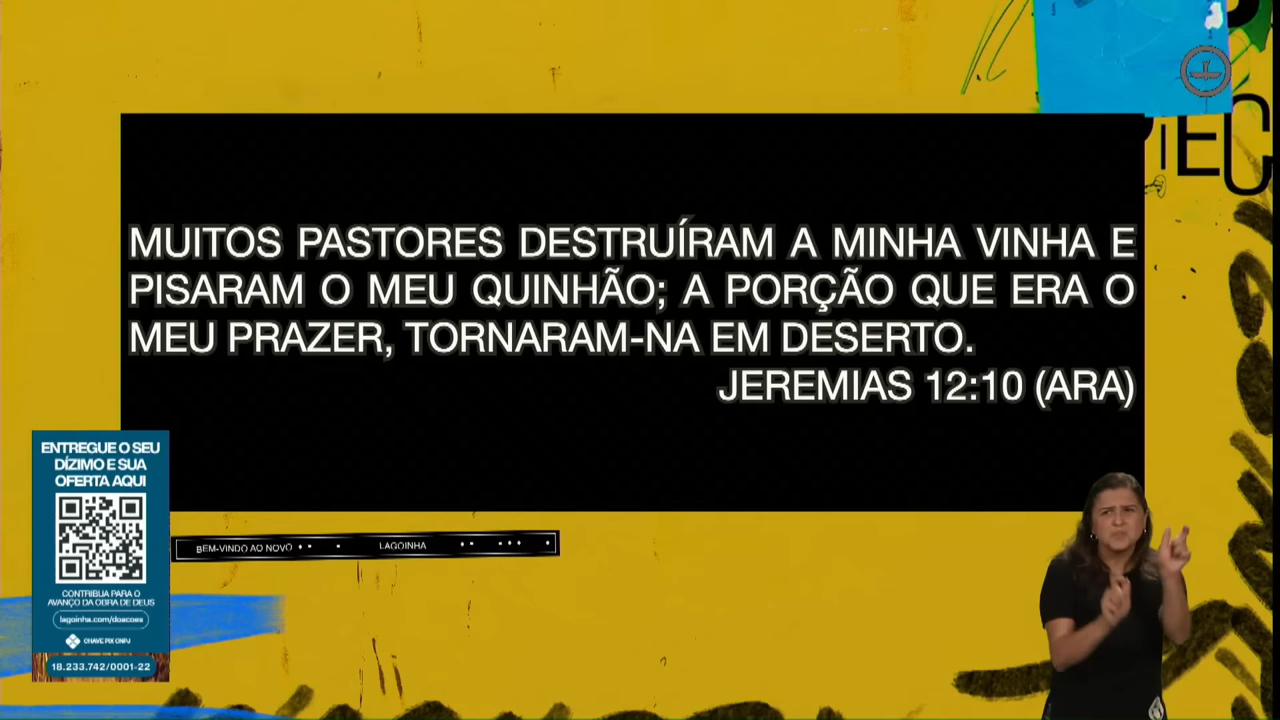 MUITOS PASTORES DESTRUÍRAM A MINHA VINHA E
PISARAM O MEU QUINHÃO; A PORÇÃO QUE ERA O
MEU PRAZER, TORNARAM-NA EM DESERTO.
JEREMIAS 12:10 (ARA)
ENTREGUE O SEU
DÍZIMO E SUA
OFERTA AQUI
CONTRIBUA PARA O
AVANÇO DA OBRA DE DEUS
lagoinha.com/doacoes
CHAVE PIX CNPJ
18.233.742/0001-22
BEM-VINDO AO NOVO
LAGOINHA